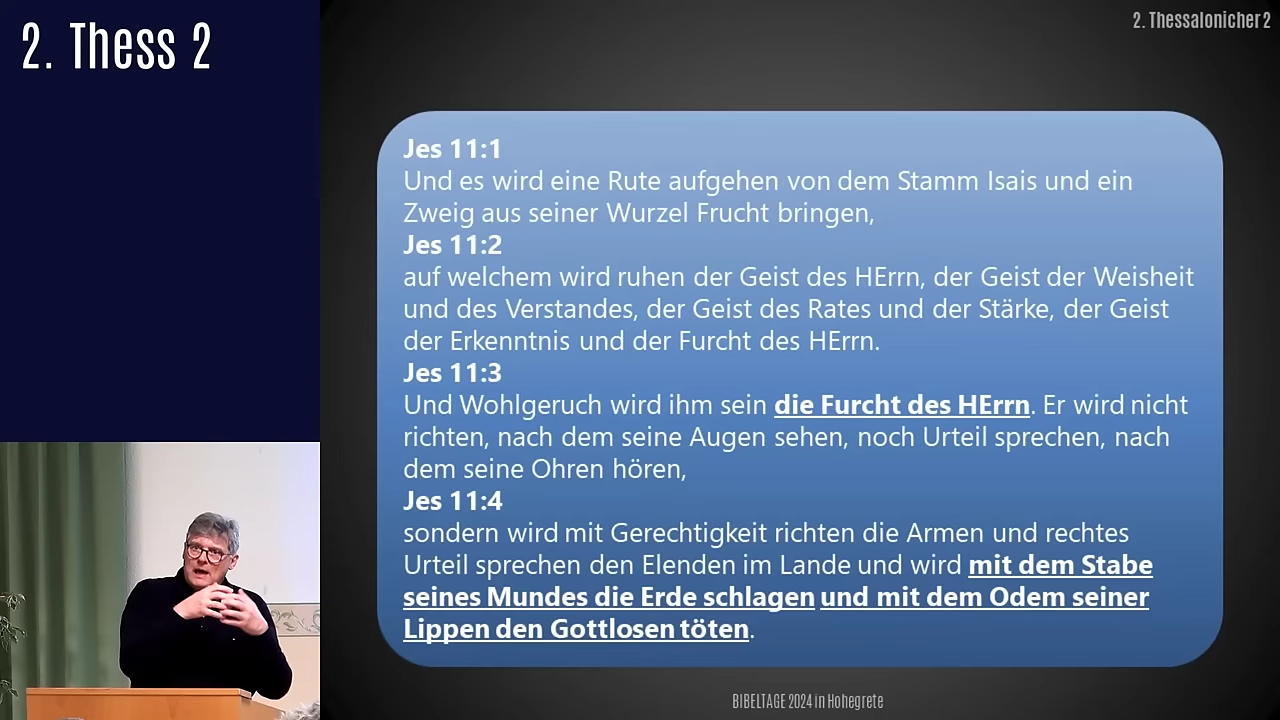 2. Thess 2
2. Thessalonicher 2
Jes 11:1
Und es wird eine Rute aufgehen von dem Stamm Isais und ein
Zweig aus seiner Wurzel Frucht bringen,
Jes 11:2
auf welchem wird ruhen der Geist des HErrn, der Geist der Weisheit
und des Verstandes, der Geist des Rates und der Stärke, der Geist
der Erkenntnis und der Furcht des HErrn.
Jes 11:3
Und Wohlgeruch wird ihm sein die Furcht des HErrn. Er wird nicht
richten, nach dem seine Augen sehen, noch Urteil sprechen, nach
dem seine Ohren hören,
Jes 11:4
sondern wird mit Gerechtigkeit richten die Armen und rechtes
Urteil sprechen den Elenden im Lande und wird mit dem Stabe
seines Mundes die Erde schlagen und mit dem Odem seiner
Lippen den Gottlosen töten.
BIBELTAGE 2024 in Hohegrete